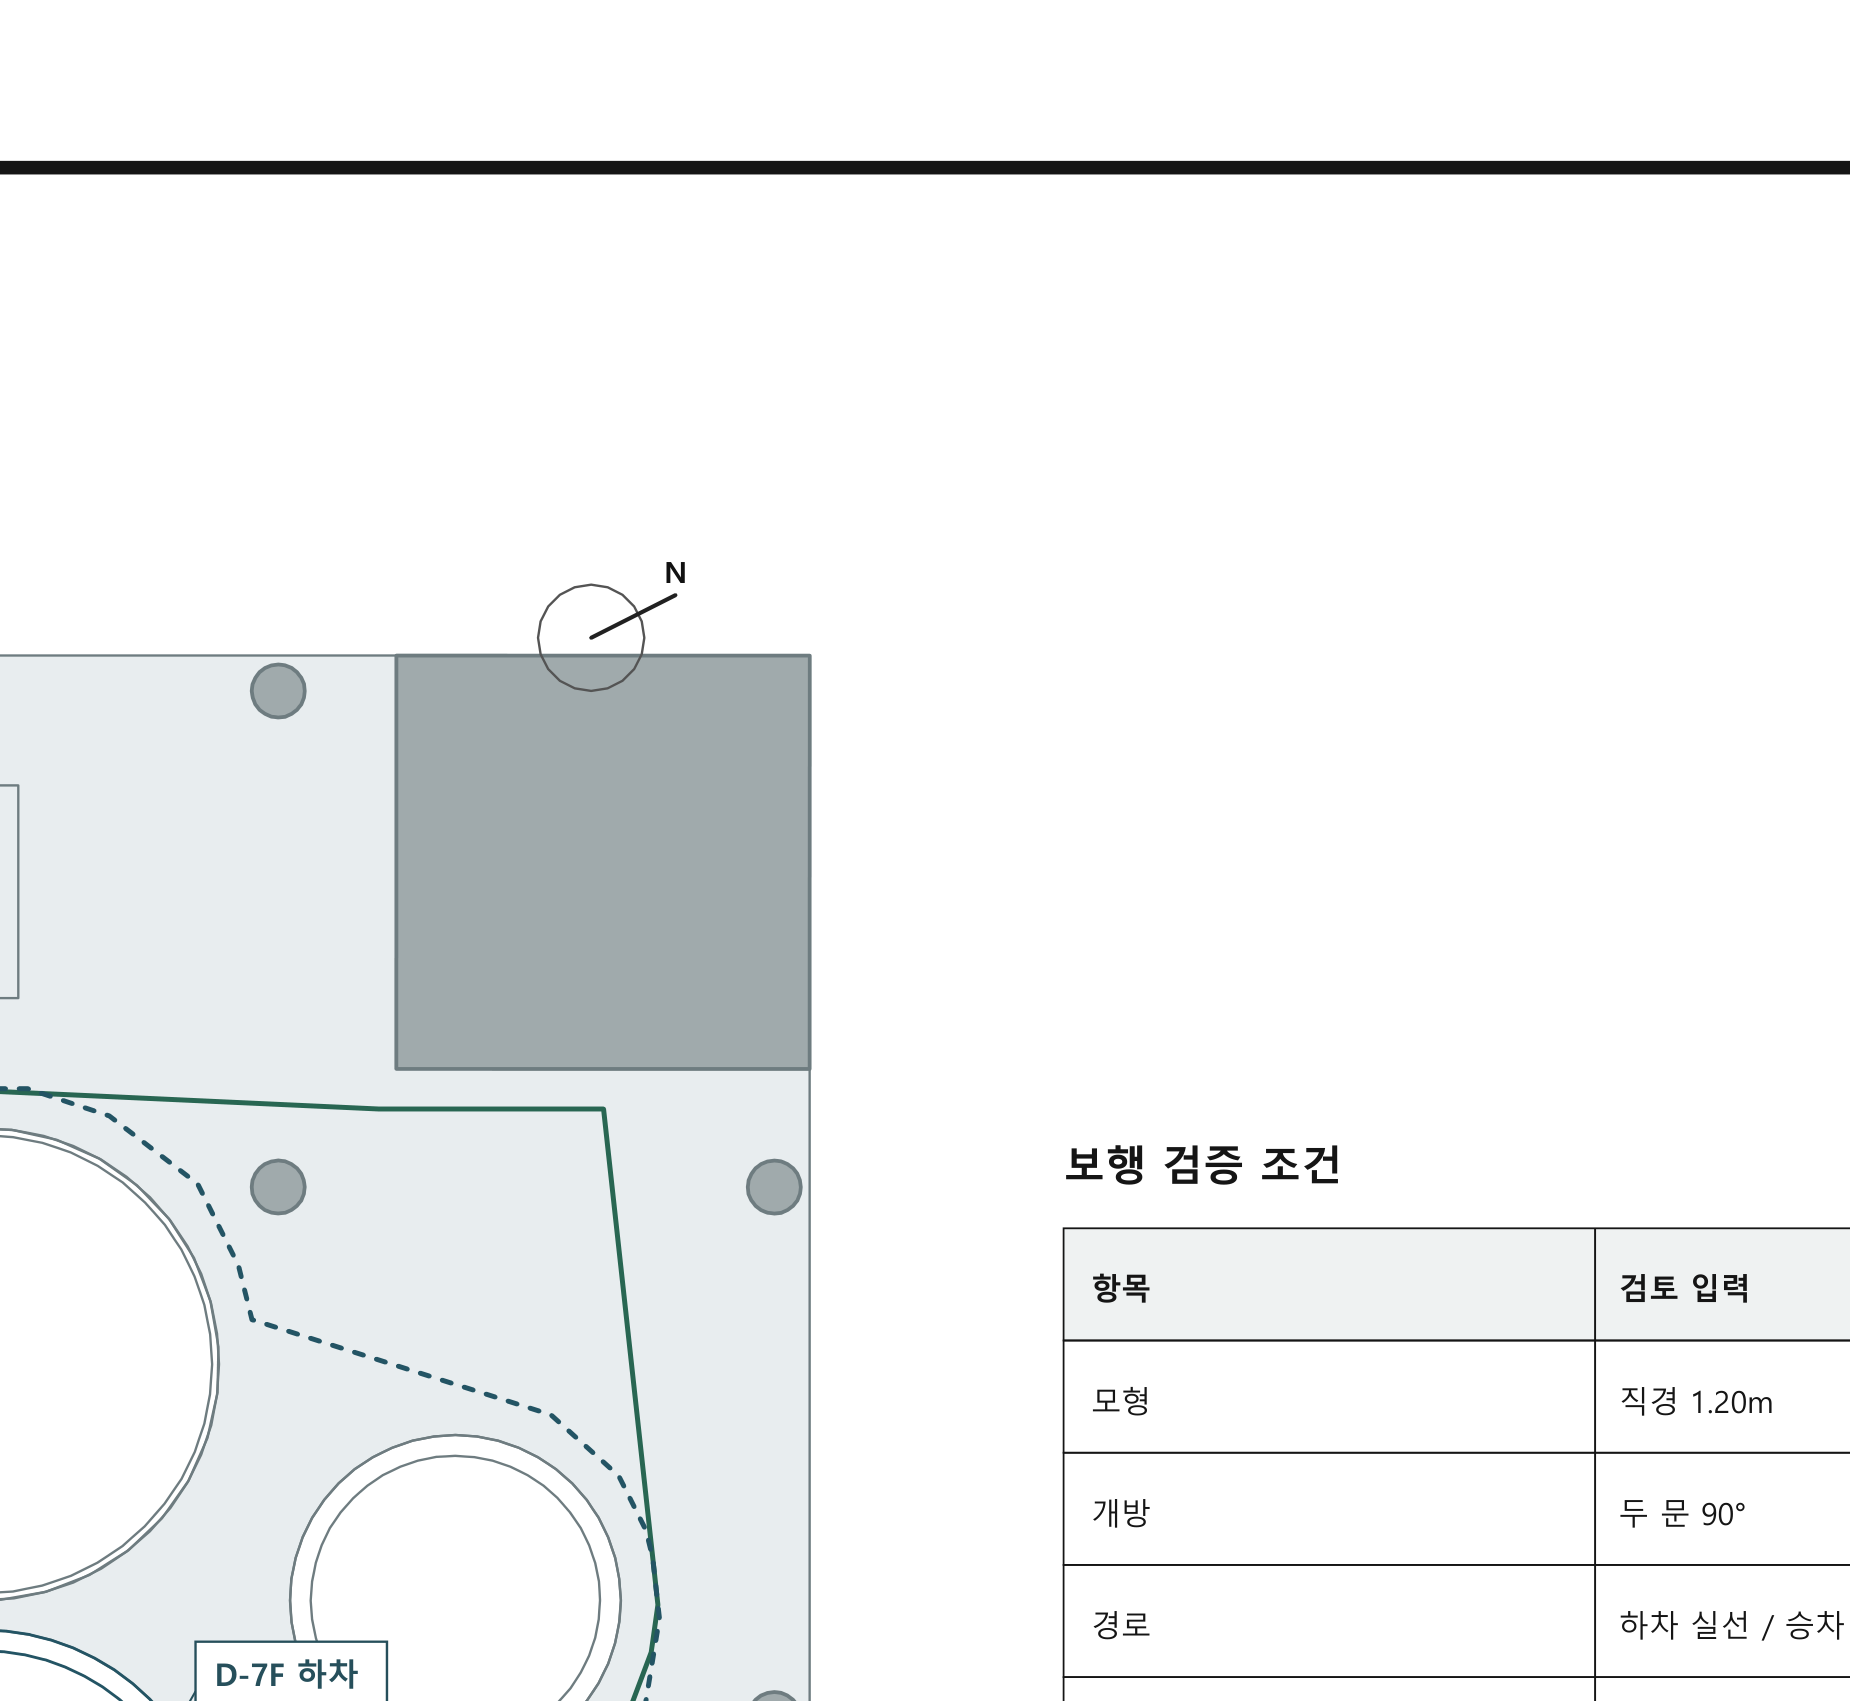 N
D-7F 하차
보행 검증 조건
항목 검토 입력
모형 직경 1.20m
개방 두 문 90°
경로 하차 실선 / 승차